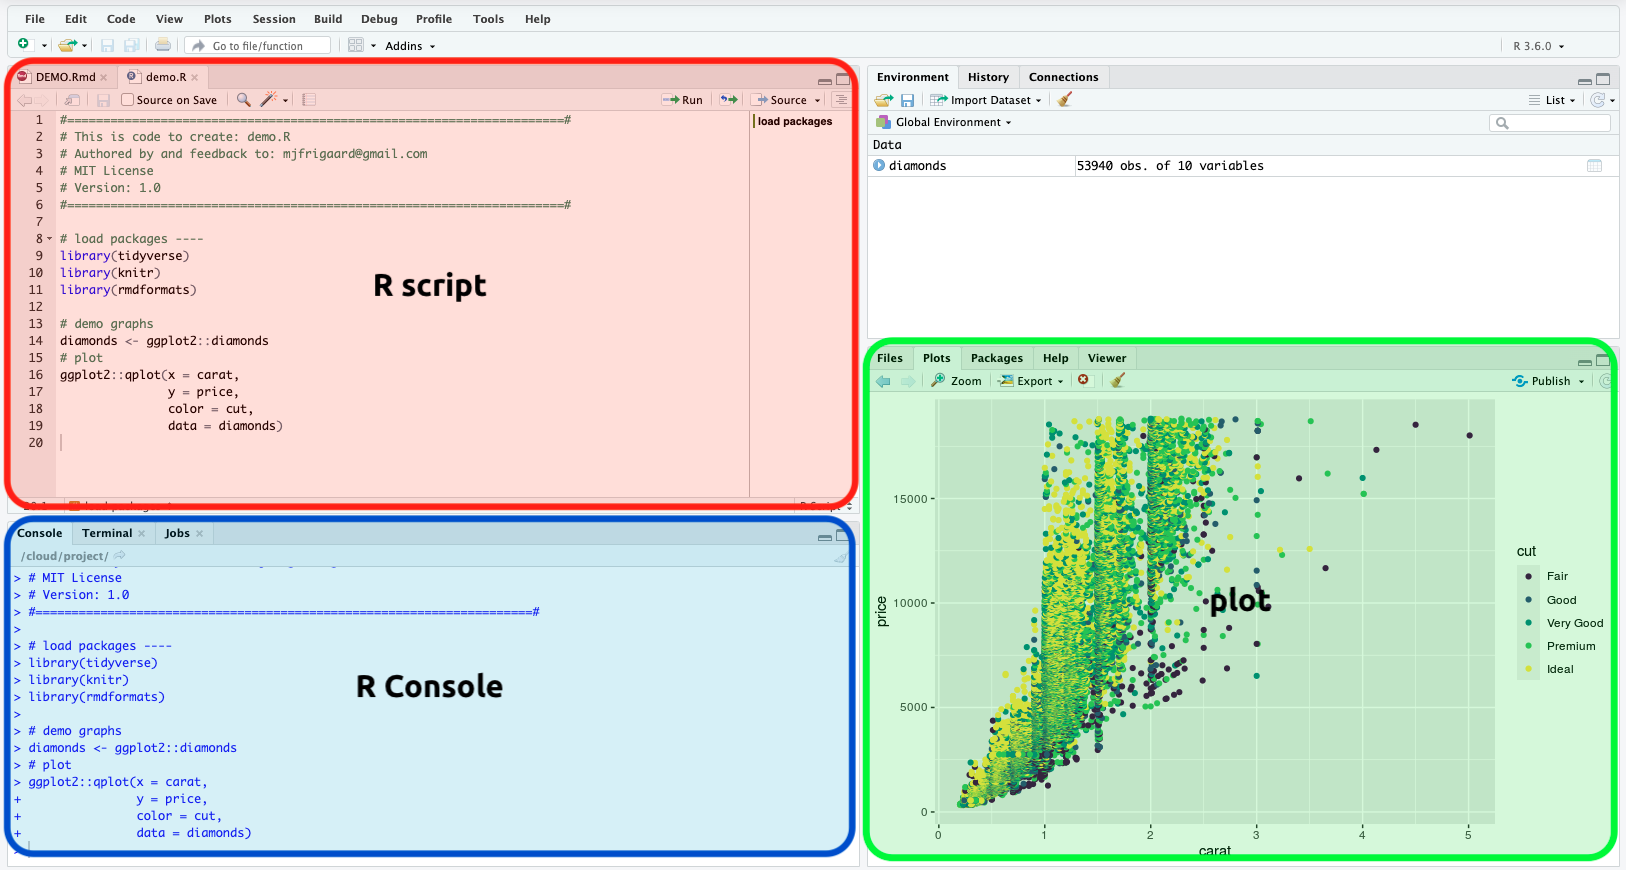 File Edit Code View Plots Session Build Debug Profile Tools Help
Go to file/function Addins R 3.6.0
DEMO.Rmd demo.R
Source on Save Run Source
1 #=====================================================================#
2 # This is code to create: demo.R
3 # Authored by and feedback to: mjfrigaard@gmail.com
4 # MIT License
5 # Version: 1.0
6 #=====================================================================#
7
8 # load packages ----
9 library(tidyverse)
10 library(knitr)
11 library(rmdformats)
12
13 # demo graphs
14 diamonds <- ggplot2::diamonds
15 # plot
16 ggplot2::qplot(x = carat,
17 y = price,
18 color = cut,
19 data = diamonds)
20
load packages
R script
Console Terminal Jobs
/cloud/project/
> # MIT License
> # Version: 1.0
> #=====================================================================#
>
> # load packages ----
> library(tidyverse)
> library(knitr)
> library(rmdformats)
>
> # demo graphs
> diamonds <- ggplot2::diamonds
> # plot
> ggplot2::qplot(x = carat,
+ y = price,
+ color = cut,
+ data = diamonds)
>
R Console
Environment History Connections
Import Dataset List
Global Environment
Data
diamonds 53940 obs. of 10 variables
Files Plots Packages Help Viewer
Zoom Export Publish
15000
10000
5000
0
price
0 1 2 3 4 5
carat
plot
cut
Fair
Good
Very Good
Premium
Ideal